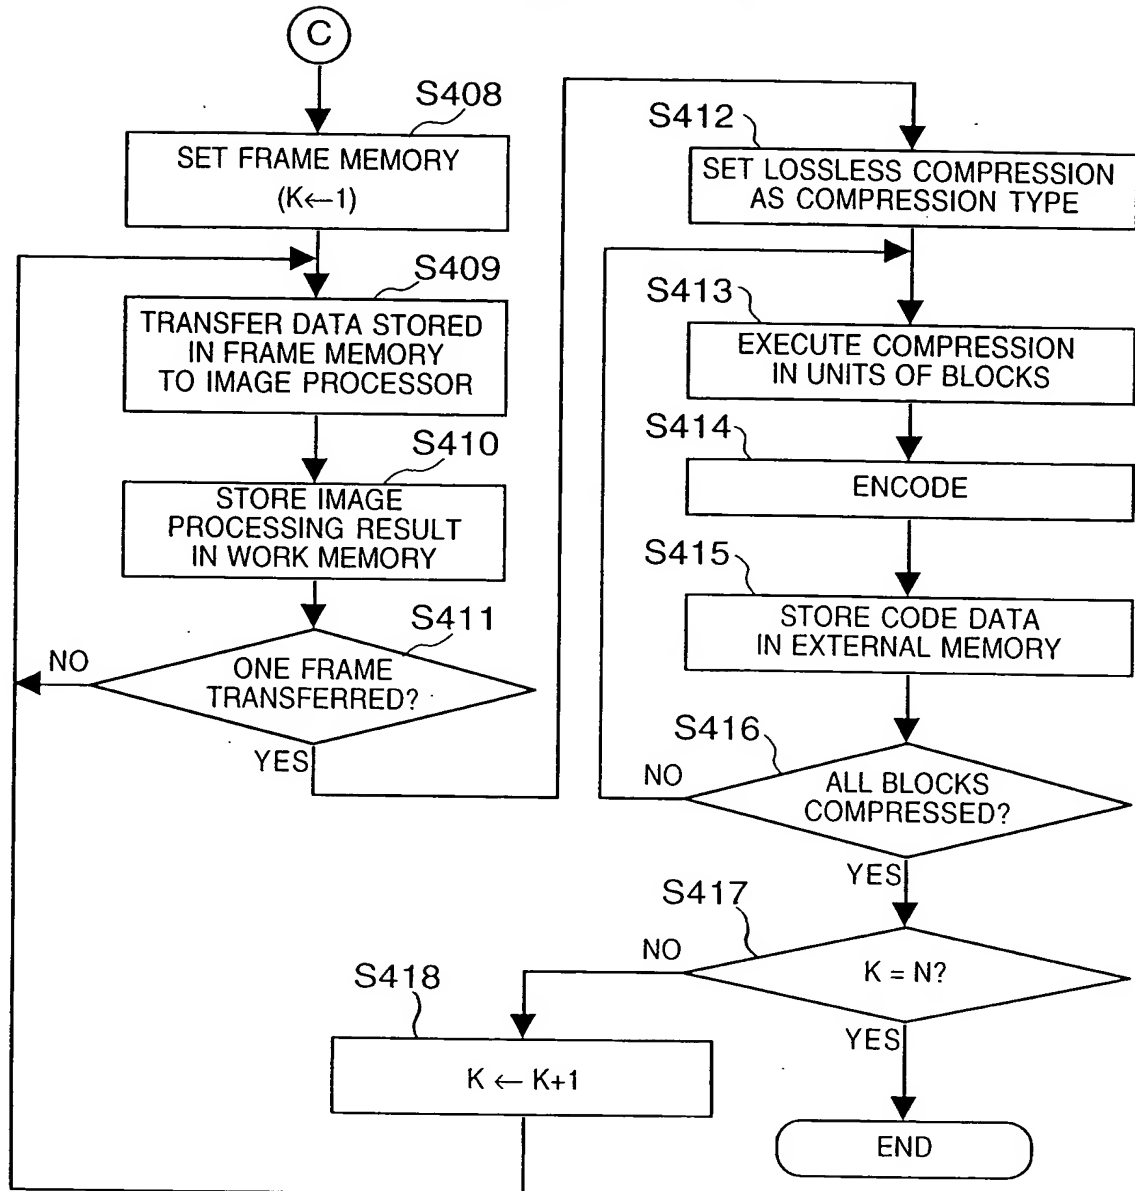 C
S408
SET FRAME MEMORY
(K←1)
S409
TRANSFER DATA STORED
IN FRAME MEMORY
TO IMAGE PROCESSOR
S410
STORE IMAGE
PROCESSING RESULT
IN WORK MEMORY
S411
ONE FRAME
TRANSFERRED?
NO
YES
S412
SET LOSSLESS COMPRESSION
AS COMPRESSION TYPE
S413
EXECUTE COMPRESSION
IN UNITS OF BLOCKS
S414
ENCODE
S415
STORE CODE DATA
IN EXTERNAL MEMORY
S416
NO
ALL BLOCKS
COMPRESSED?
YES
S417
NO
K = N?
YES
S418
K ← K+1
END